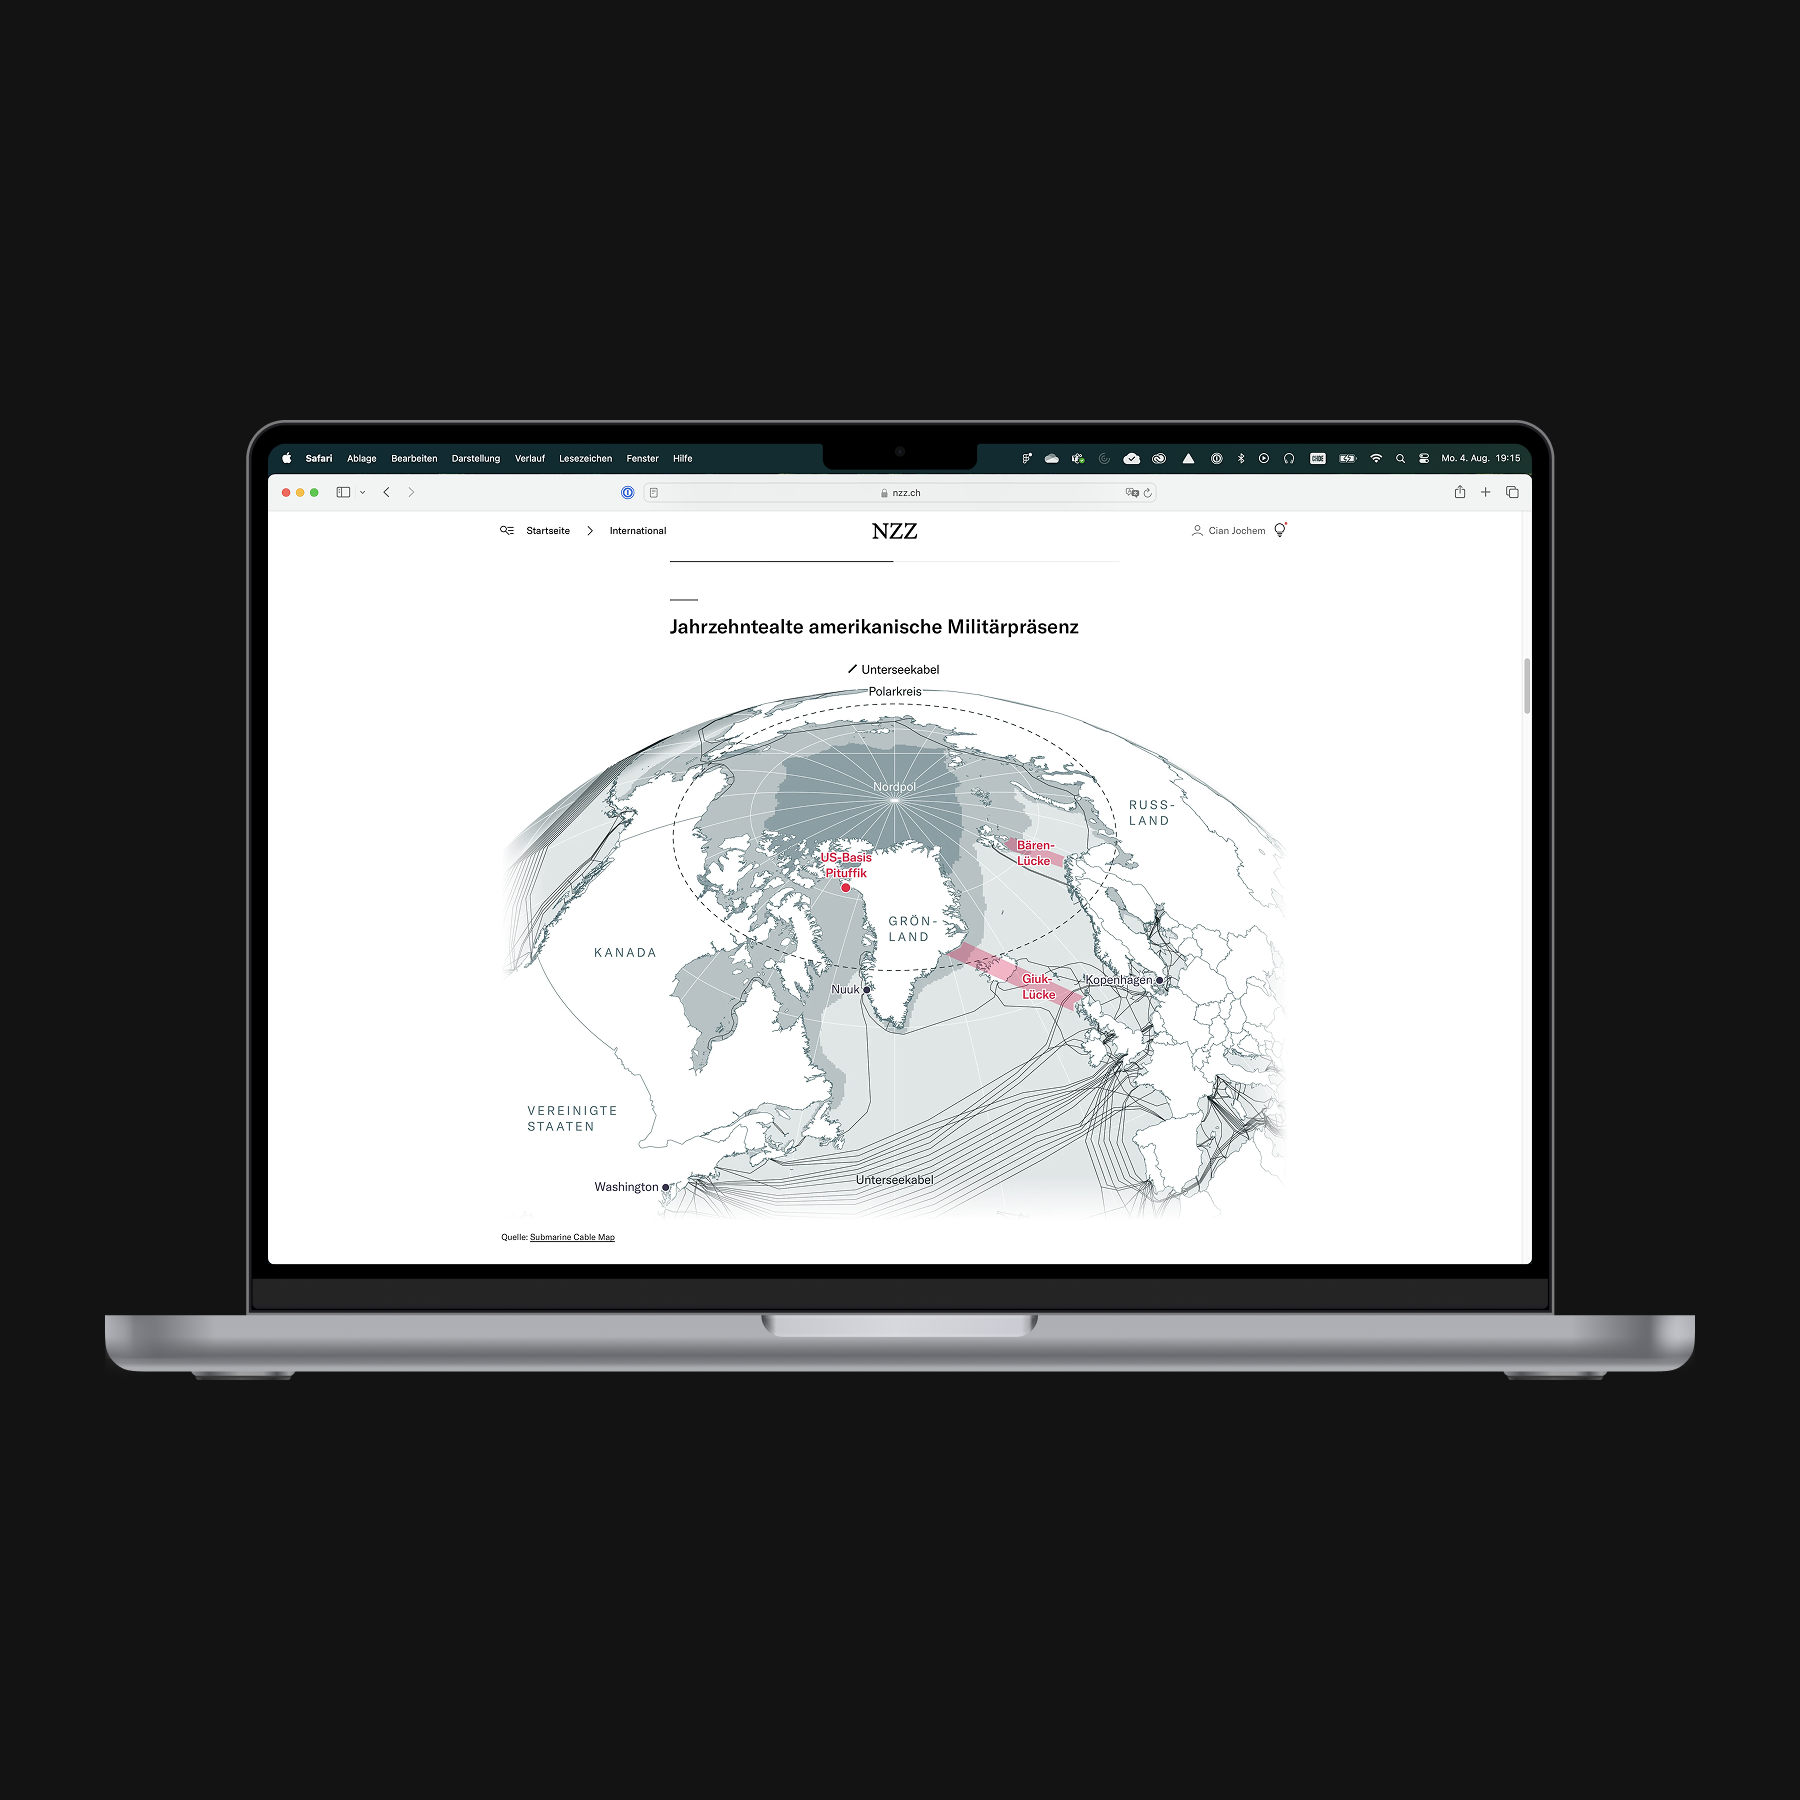 Safari Ablage Bearbeiten Darstellung Verlauf Lesezeichen Fenster Hilfe Mo. 4. Aug. 19:15
nzz.ch
Startseite International NZZ Cian Jochem
Jahrzehntealte amerikanische Militärpräsenz
Unterseekabel
Polarkreis
Nordpol
RUSS-
LAND
Bären-
Lücke
US-Basis
Pituffik
GRÖN-
LAND
KANADA
Giuk-
Lücke
Kopenhagen
Nuuk
VEREINIGTE
STAATEN
Unterseekabel
Washington
Quelle: Submarine Cable Map